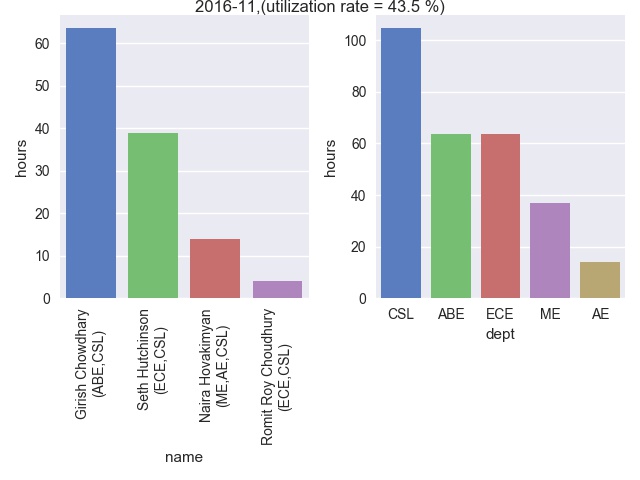 2016-11,(utilization rate = 43.5 %)
60
50
40
30
20
10
0
hours
Girish Chowdhary
(ABE,CSL)
Seth Hutchinson
(ECE,CSL)
Naira Hovakimyan
(ME,AE,CSL)
Romit Roy Choudhury
(ECE,CSL)
name
100
80
60
40
20
0
hours
CSL ABE ECE ME AE
dept